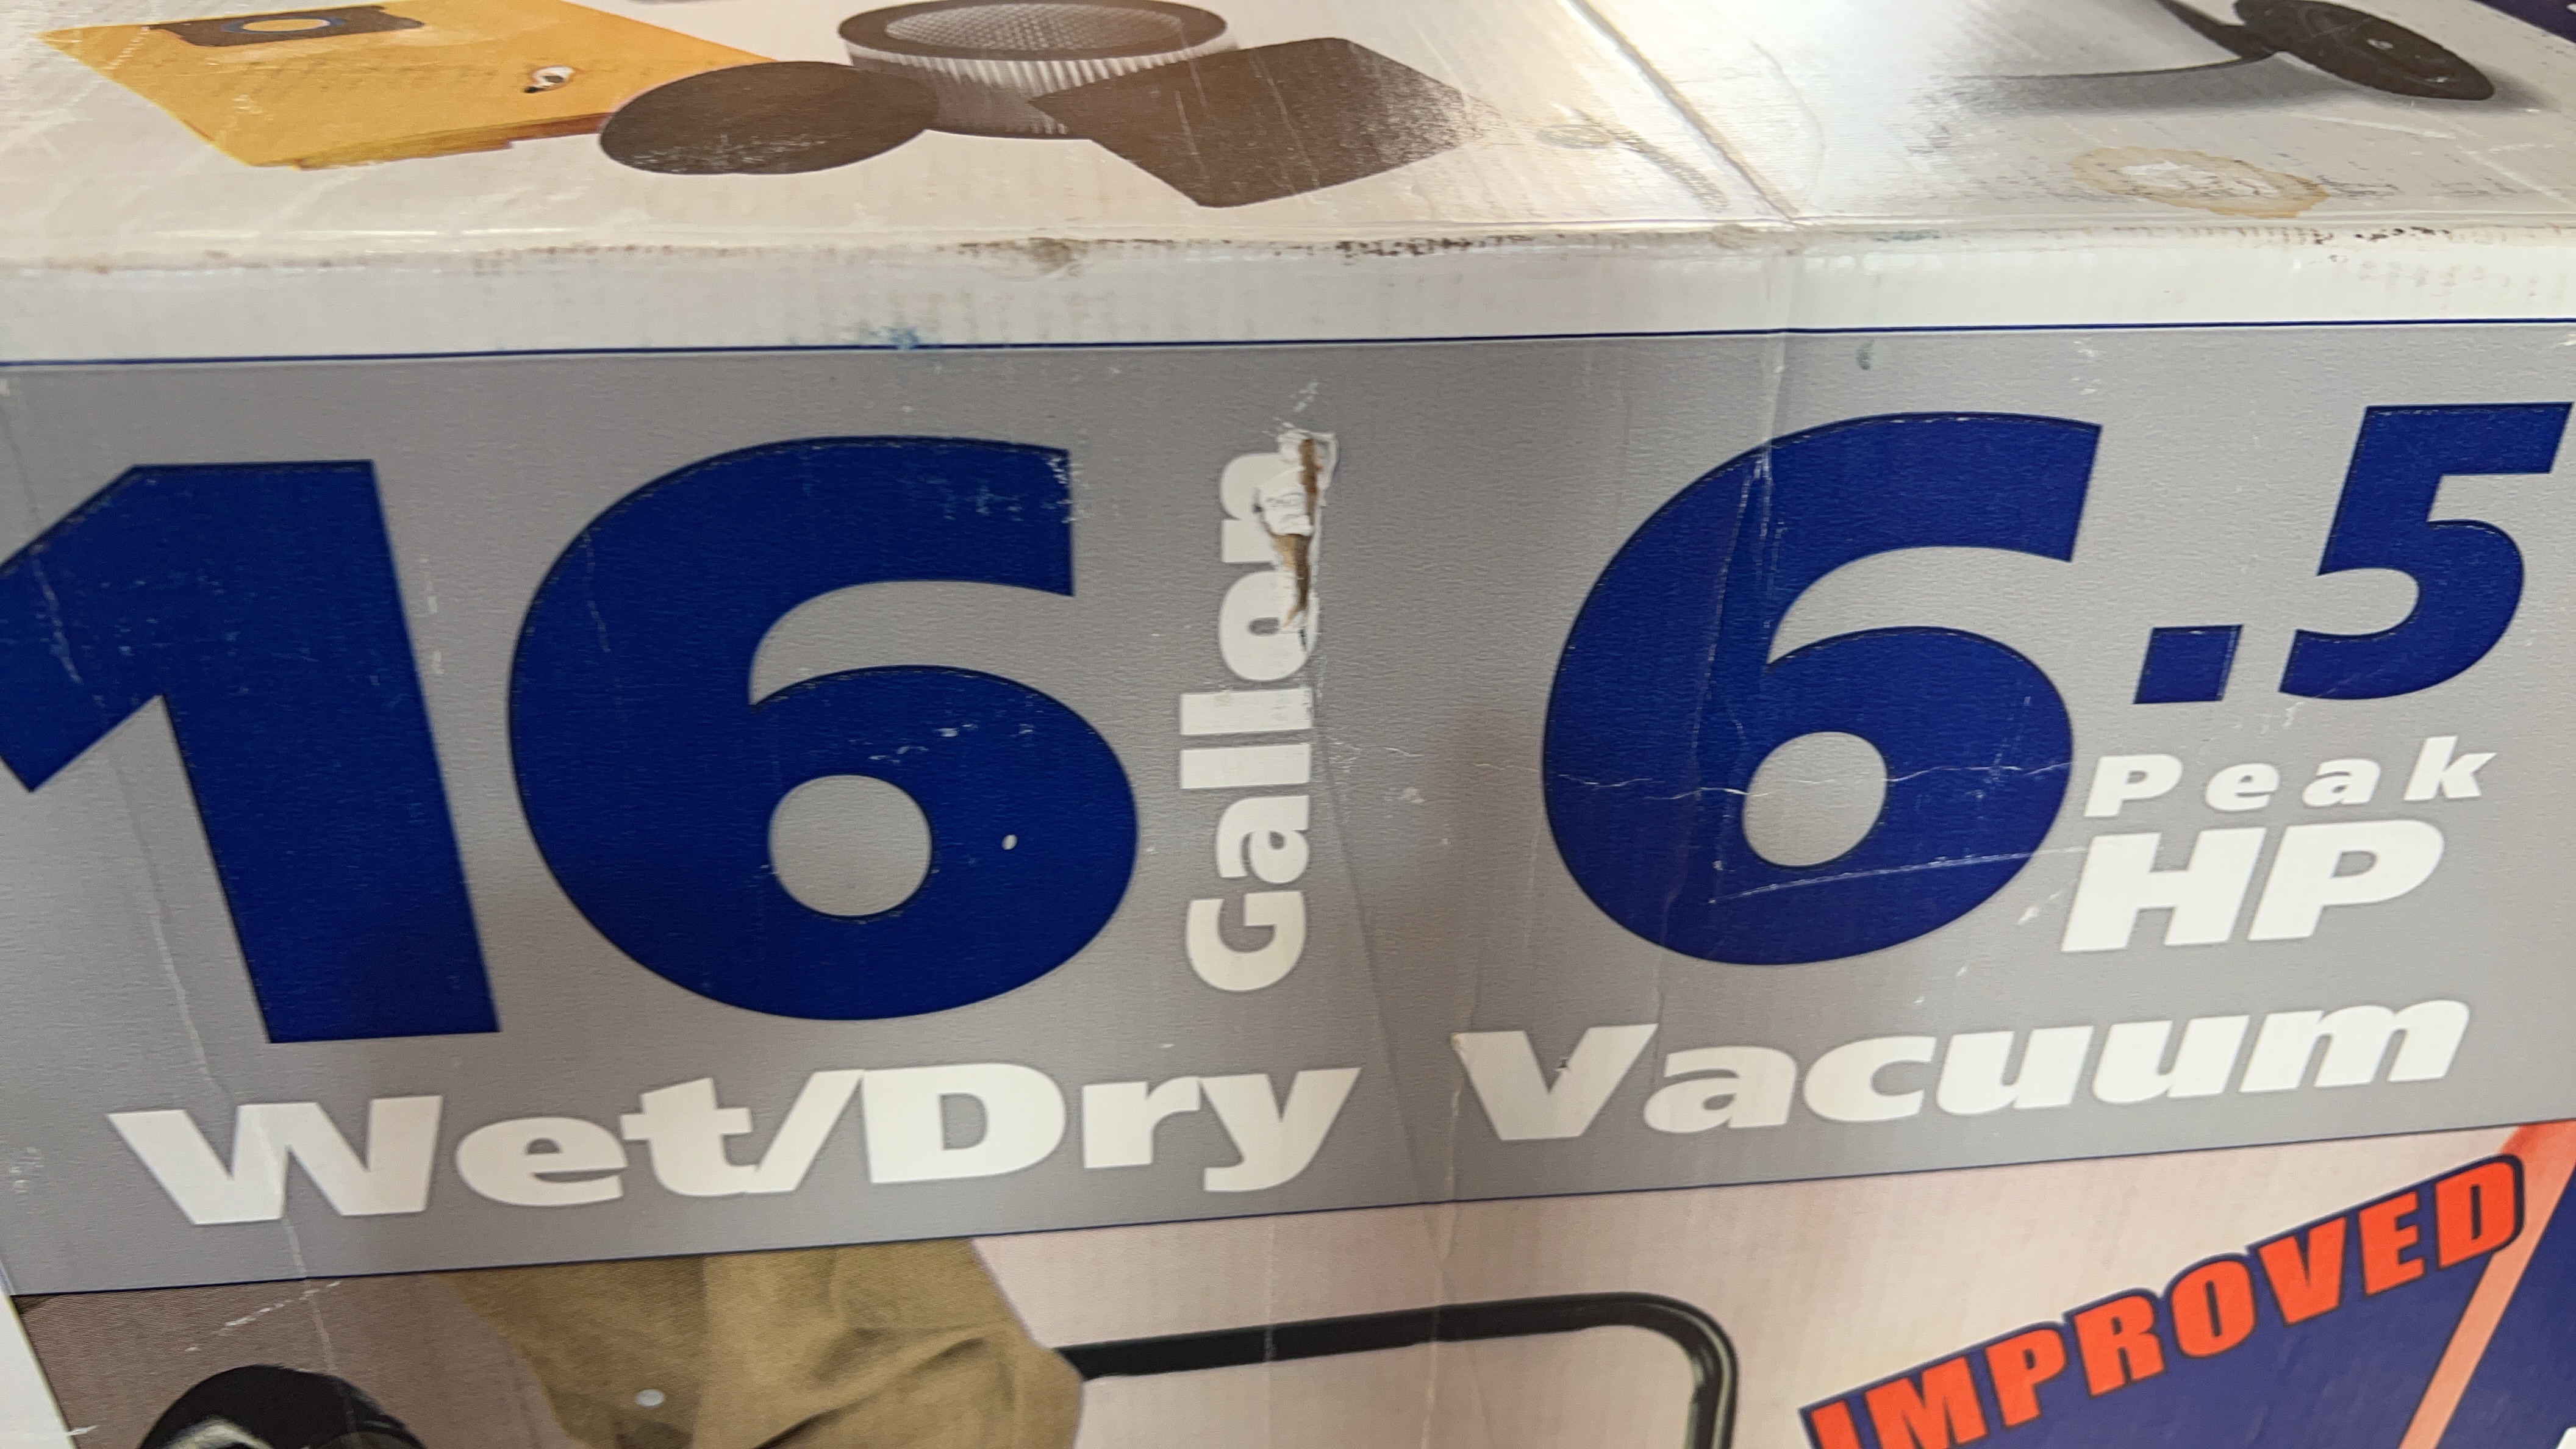 16 Gallon
6.5 Peak HP
Wet/Dry Vacuum
IMPROVED